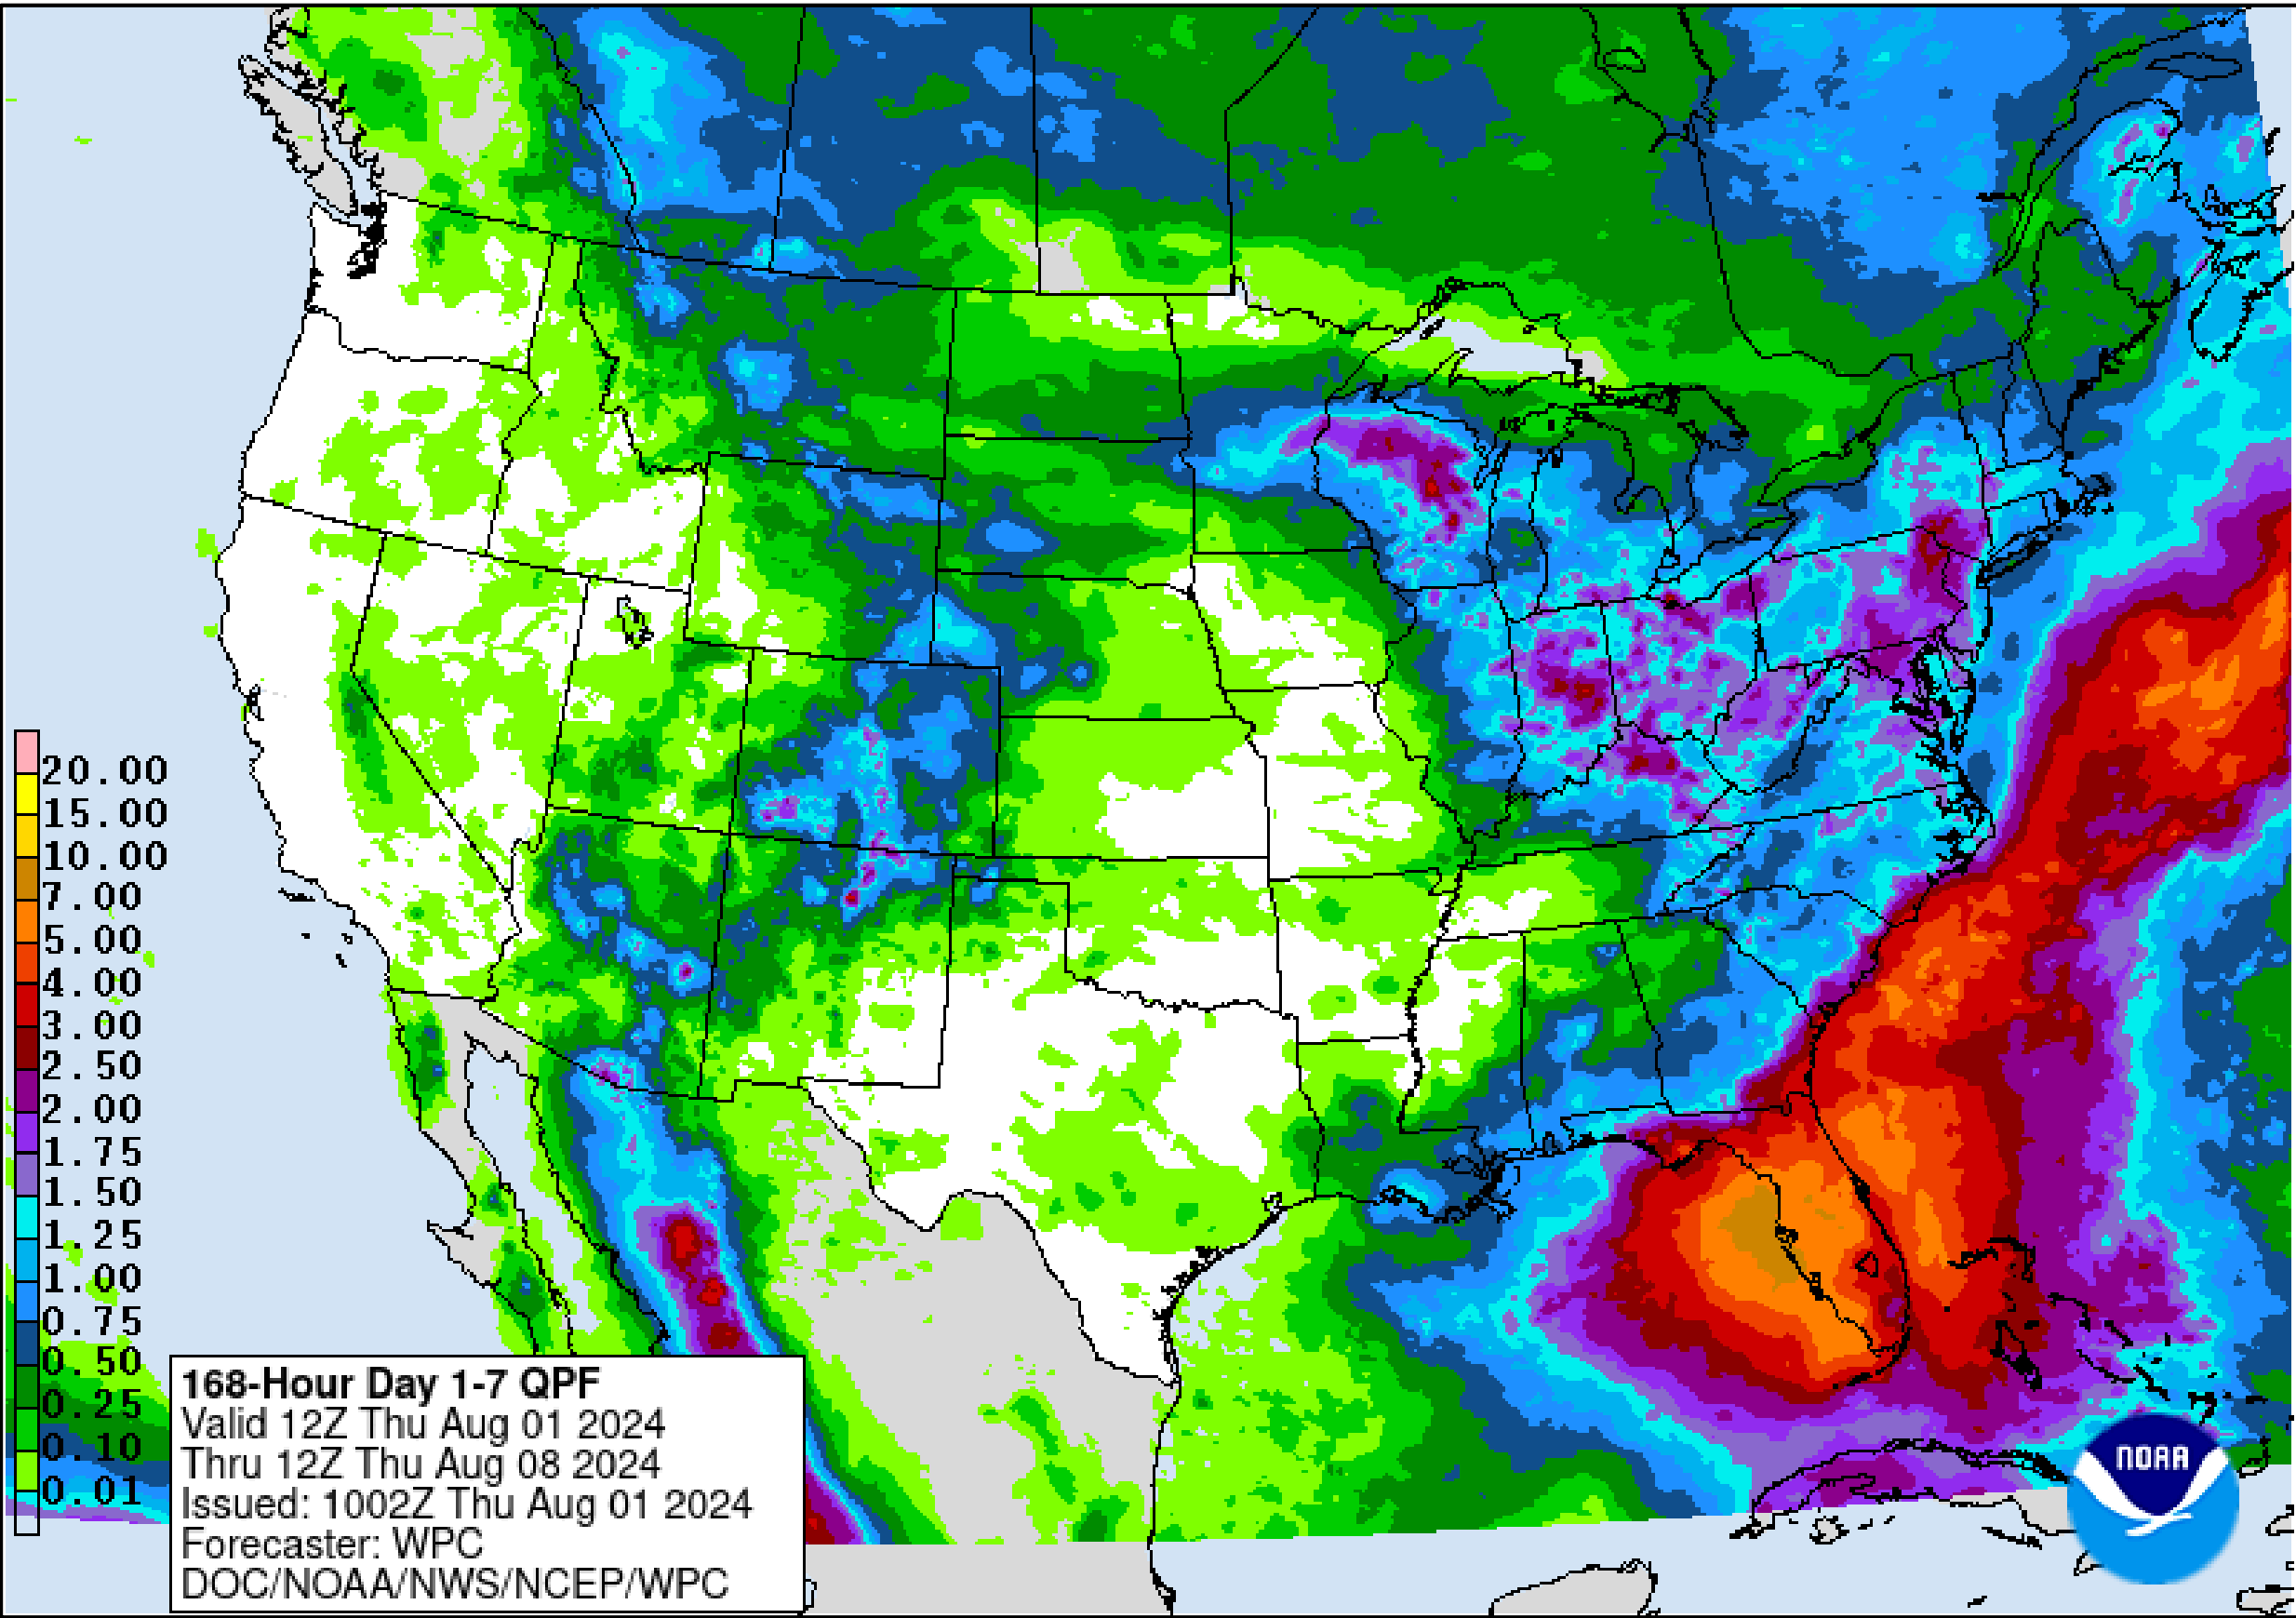 20.00
15.00
10.00
7.00
5.00
4.00
3.00
2.50
2.00
1.75
1.50
1.25
1.00
0.75
0.50
0.25
0.10
0.01
168-Hour Day 1-7 QPF
Valid 12Z Thu Aug 01 2024
Thru 12Z Thu Aug 08 2024
Issued: 1002Z Thu Aug 01 2024
Forecaster: WPC
DOC/NOAA/NWS/NCEP/WPC
NOAA